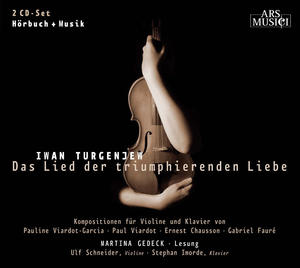 2 CD-Set
Hörbuch + Musik
ARS
MUSICI
IWAN TURGENJEW
Das Lied der triumphierenden Liebe
Kompositionen für Violine und Klavier von
Pauline Viardot-Garcia · Paul Viardot · Ernest Chausson · Gabriel Fauré
MARTINA GEDECK · Lesung
Ulf Schneider, Violine · Stephan Imorde, Klavier